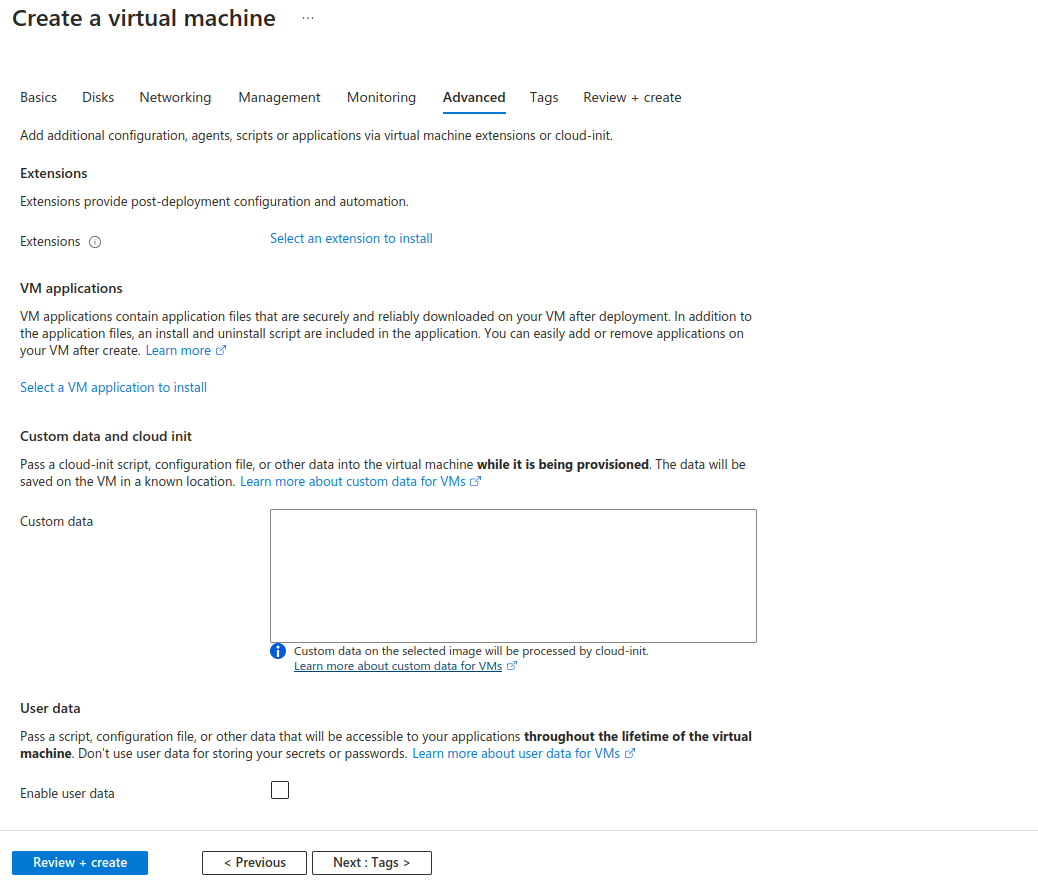 Create a virtual machine ...
Basics Disks Networking Management Monitoring Advanced Tags Review + create
Add additional configuration, agents, scripts or applications via virtual machine extensions or cloud-init.
Extensions
Extensions provide post-deployment configuration and automation.
Extensions Select an extension to install
VM applications
VM applications contain application files that are securely and reliably downloaded on your VM after deployment. In addition to
the application files, an install and uninstall script are included in the application. You can easily add or remove applications on
your VM after create. Learn more
Select a VM application to install
Custom data and cloud init
Pass a cloud-init script, configuration file, or other data into the virtual machine while it is being provisioned. The data will be
saved on the VM in a known location. Learn more about custom data for VMs
Custom data
Custom data on the selected image will be processed by cloud-init.
Learn more about custom data for VMs
User data
Pass a script, configuration file, or other data that will be accessible to your applications throughout the lifetime of the virtual
machine. Don't use user data for storing your secrets or passwords. Learn more about user data for VMs
Enable user data
Review + create < Previous Next : Tags >